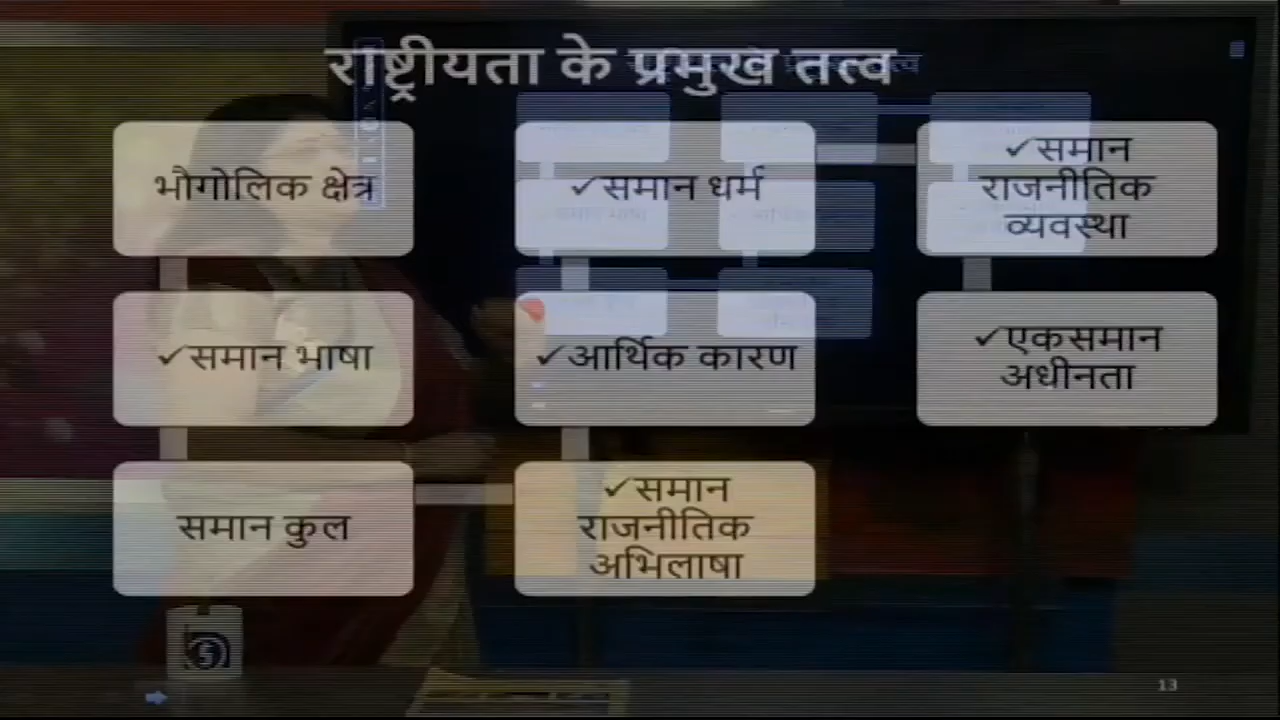 राष्ट्रीयता के प्रमुख तत्व
भौगोलिक क्षेत्र
✓समान धर्म
✓समान
राजनीतिक
व्यवस्था
✓समान भाषा
✓आर्थिक कारण
✓एकसमान
अधीनता
समान कुल
✓समान
राजनीतिक
अभिलाषा
13